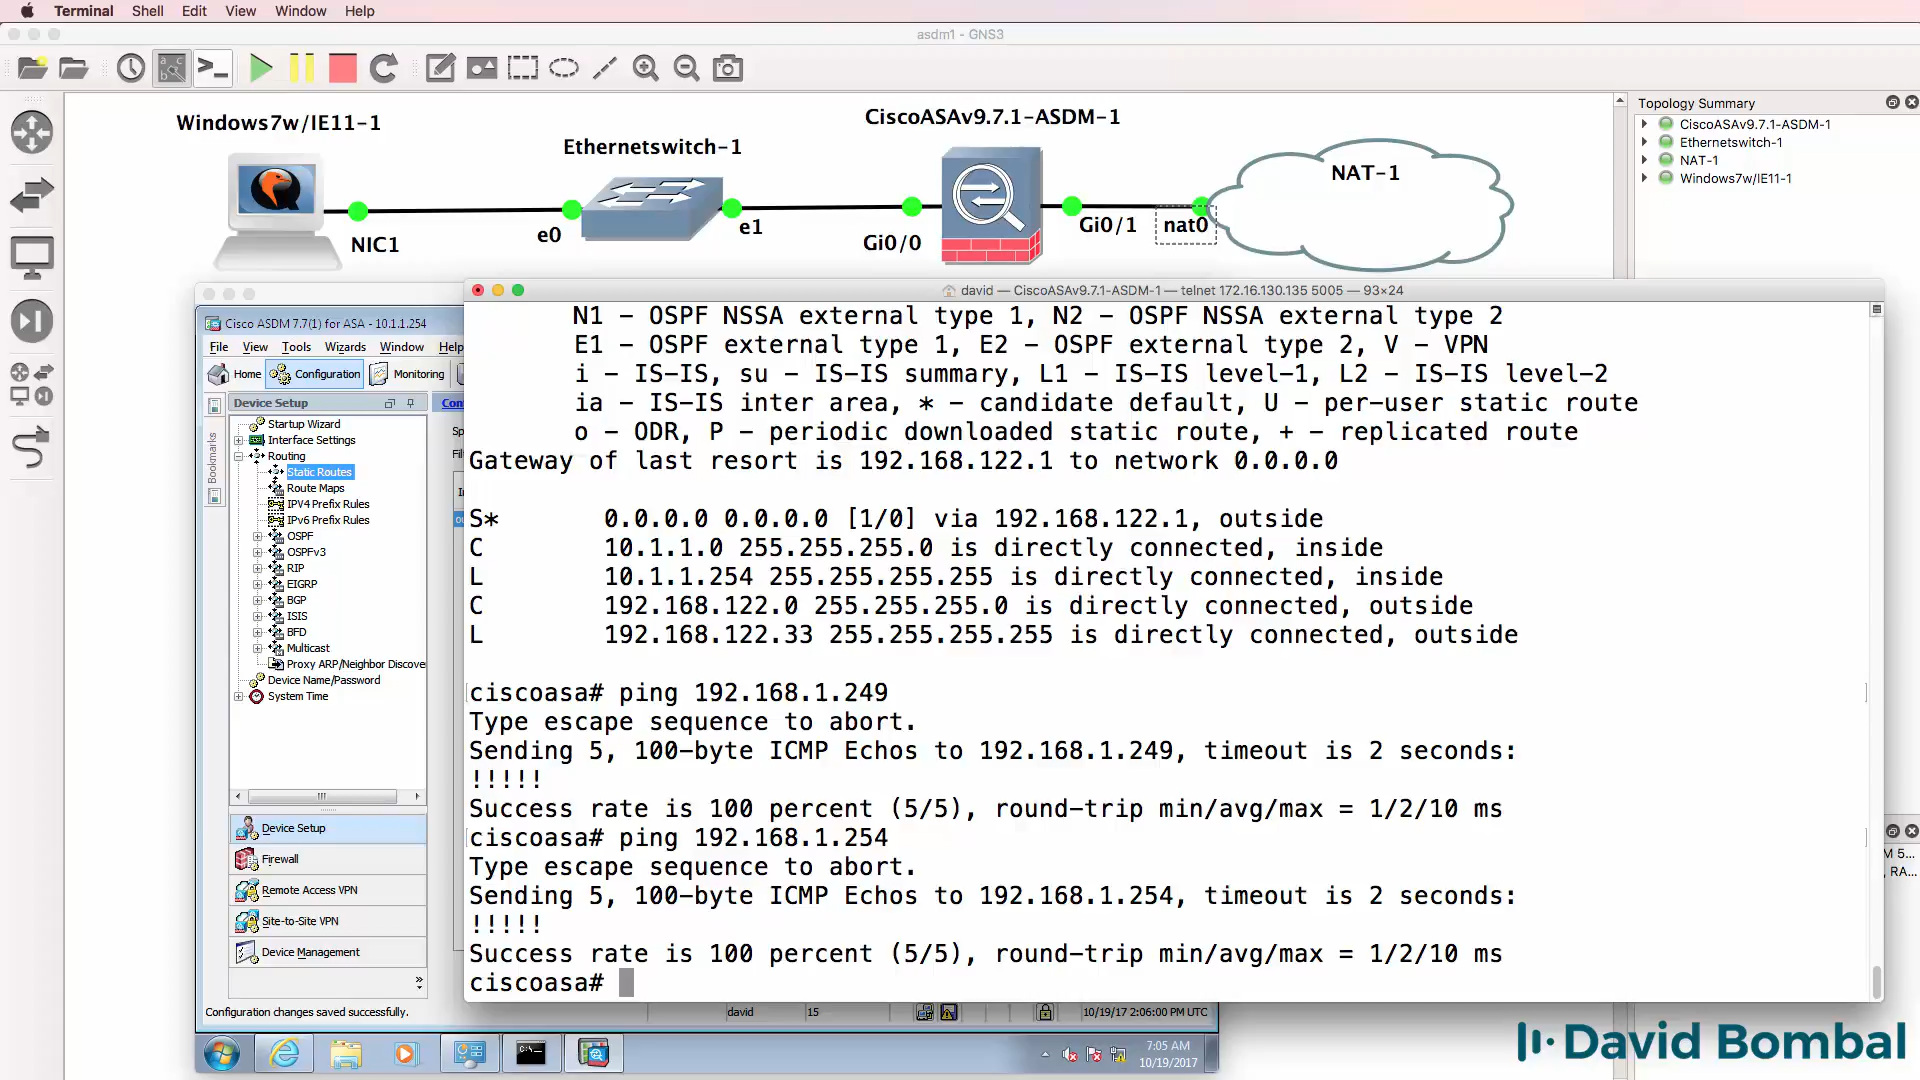 Terminal Shell Edit View Window Help
asdm1 - GNS3
Windows7w/IE11-1
Ethernetswitch-1
CiscoASAv9.7.1-ASDM-1
NAT-1
NIC1
e0
e1
Gi0/0
Gi0/1
nat0
Topology Summary
CiscoASAv9.7.1-ASDM-1
Ethernetswitch-1
NAT-1
Windows7w/IE11-1
david — CiscoASAv9.7.1-ASDM-1 — telnet 172.16.130.135 5005 — 93×24
N1 - OSPF NSSA external type 1, N2 - OSPF NSSA external type 2
E1 - OSPF external type 1, E2 - OSPF external type 2, V - VPN
i - IS-IS, su - IS-IS summary, L1 - IS-IS level-1, L2 - IS-IS level-2
ia - IS-IS inter area, * - candidate default, U - per-user static route
o - ODR, P - periodic downloaded static route, + - replicated route
Gateway of last resort is 192.168.122.1 to network 0.0.0.0
S* 0.0.0.0 0.0.0.0 [1/0] via 192.168.122.1, outside
C 10.1.1.0 255.255.255.0 is directly connected, inside
L 10.1.1.254 255.255.255.255 is directly connected, inside
C 192.168.122.0 255.255.255.0 is directly connected, outside
L 192.168.122.33 255.255.255.255 is directly connected, outside
ciscoasa# ping 192.168.1.249
Type escape sequence to abort.
Sending 5, 100-byte ICMP Echos to 192.168.1.249, timeout is 2 seconds:
!!!!!
Success rate is 100 percent (5/5), round-trip min/avg/max = 1/2/10 ms
ciscoasa# ping 192.168.1.254
Type escape sequence to abort.
Sending 5, 100-byte ICMP Echos to 192.168.1.254, timeout is 2 seconds:
!!!!!
Success rate is 100 percent (5/5), round-trip min/avg/max = 1/2/10 ms
ciscoasa#
Cisco ASDM 7.7(1) for ASA - 10.1.1.254
File View Tools Wizards Window Help
Home Configuration Monitoring
Device Setup
Bookmarks
Startup Wizard
Interface Settings
Routing
Static Routes
Route Maps
IPV4 Prefix Rules
IPv6 Prefix Rules
OSPF
OSPFv3
RIP
EIGRP
BGP
ISIS
BFD
Multicast
Proxy ARP/Neighbor Discove
Device Name/Password
System Time
Device Setup
Firewall
Remote Access VPN
Site-to-Site VPN
Device Management
Configuration changes saved successfully.
david
15
10/19/17 2:06:00 PM UTC
7:05 AM
10/19/2017
David Bombal